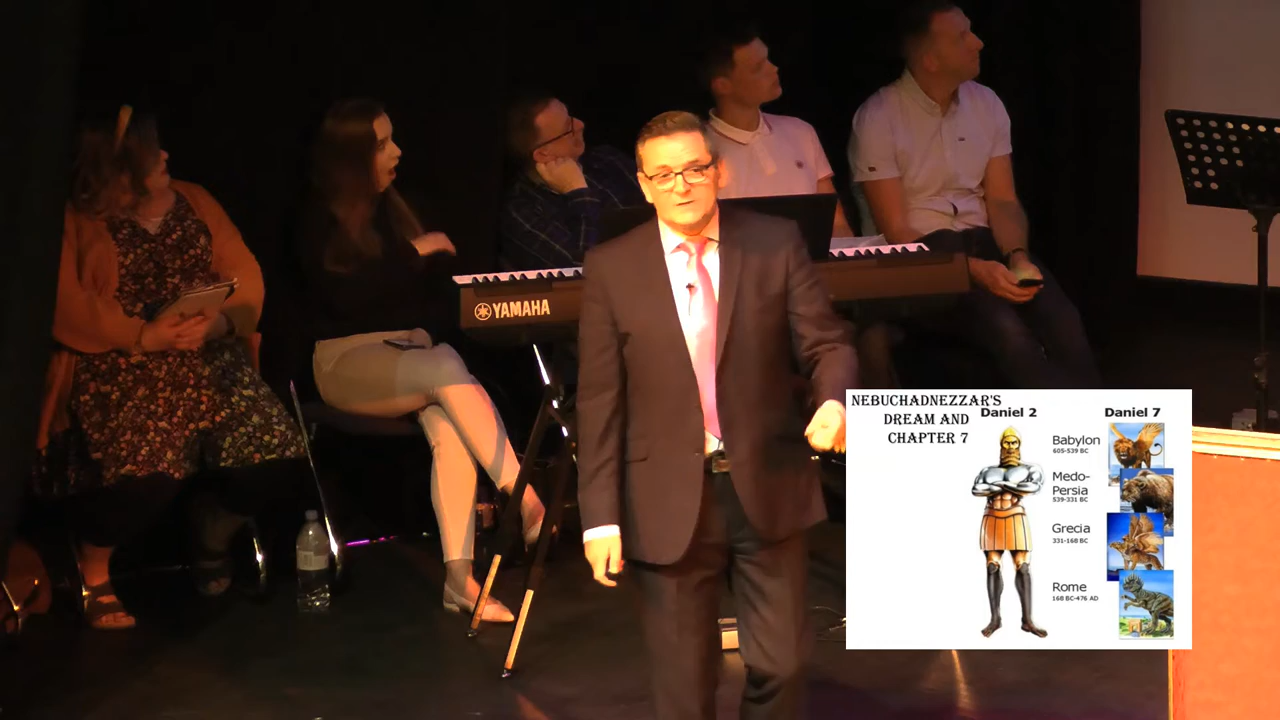 YAMAHA
NEBUCHADNEZZAR'S
DREAM AND
CHAPTER 7
Daniel 2
Daniel 7
Babylon
605-539 BC
Medo-
Persia
539-331 BC
Grecia
331-168 BC
Rome
168 BC-476 AD